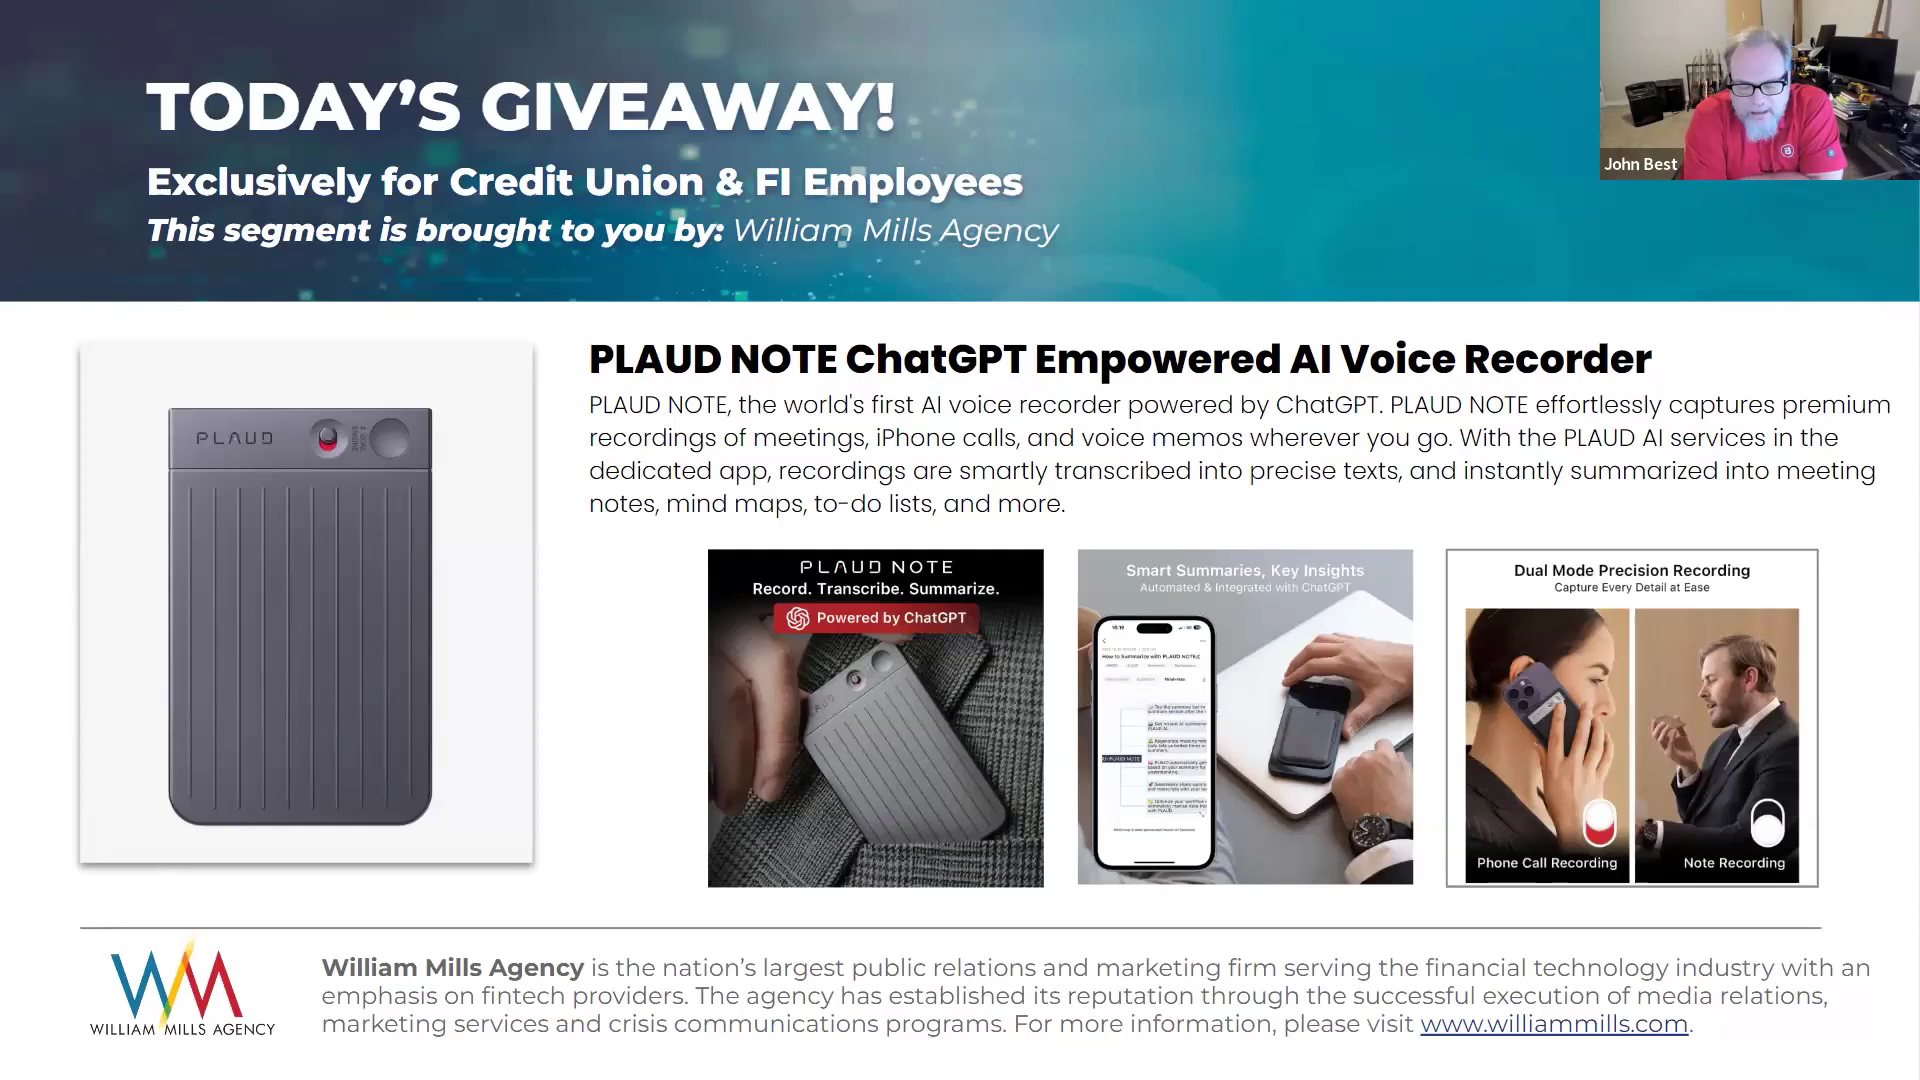 TODAY'S GIVEAWAY!
Exclusively for Credit Union & FI Employees
This segment is brought to you by: William Mills Agency
John Best
PLAUD
PLAUD NOTE ChatGPT Empowered AI Voice Recorder
PLAUD NOTE, the world's first AI voice recorder powered by ChatGPT. PLAUD NOTE effortlessly captures premium
recordings of meetings, iPhone calls, and voice memos wherever you go. With the PLAUD AI services in the
dedicated app, recordings are smartly transcribed into precise texts, and instantly summarized into meeting
notes, mind maps, to-do lists, and more.
PLAUD NOTE
Record. Transcribe. Summarize.
Powered by ChatGPT
Smart Summaries, Key Insights
Automated & Integrated with ChatGPT
How to Summarize with PLAUD NOTE
Dual Mode Precision Recording
Capture Every Detail at Ease
Phone Call Recording
Note Recording
WILLIAM MILLS AGENCY
William Mills Agency is the nation's largest public relations and marketing firm serving the financial technology industry with an
emphasis on fintech providers. The agency has established its reputation through the successful execution of media relations,
marketing services and crisis communications programs. For more information, please visit www.williammills.com.